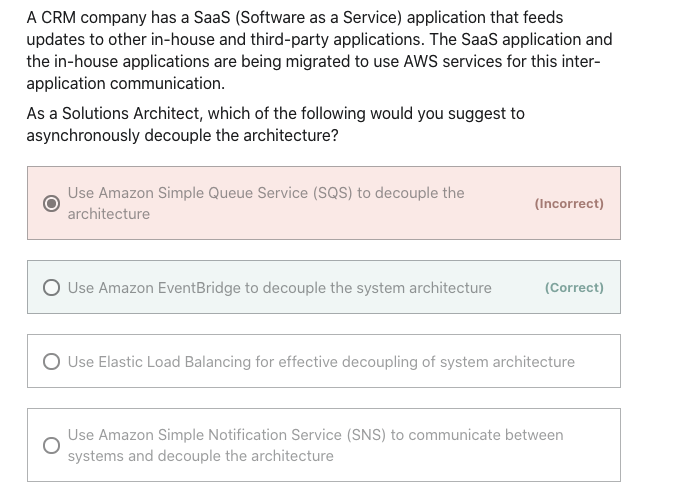 A CRM company has a SaaS (Software as a Service) application that feeds
updates to other in-house and third-party applications. The SaaS application and
the in-house applications are being migrated to use AWS services for this inter-
application communication.
As a Solutions Architect, which of the following would you suggest to
asynchronously decouple the architecture?
Use Amazon Simple Queue Service (SQS) to decouple the
architecture
(Incorrect)
Use Amazon EventBridge to decouple the system architecture
(Correct)
Use Elastic Load Balancing for effective decoupling of system architecture
Use Amazon Simple Notification Service (SNS) to communicate between
systems and decouple the architecture